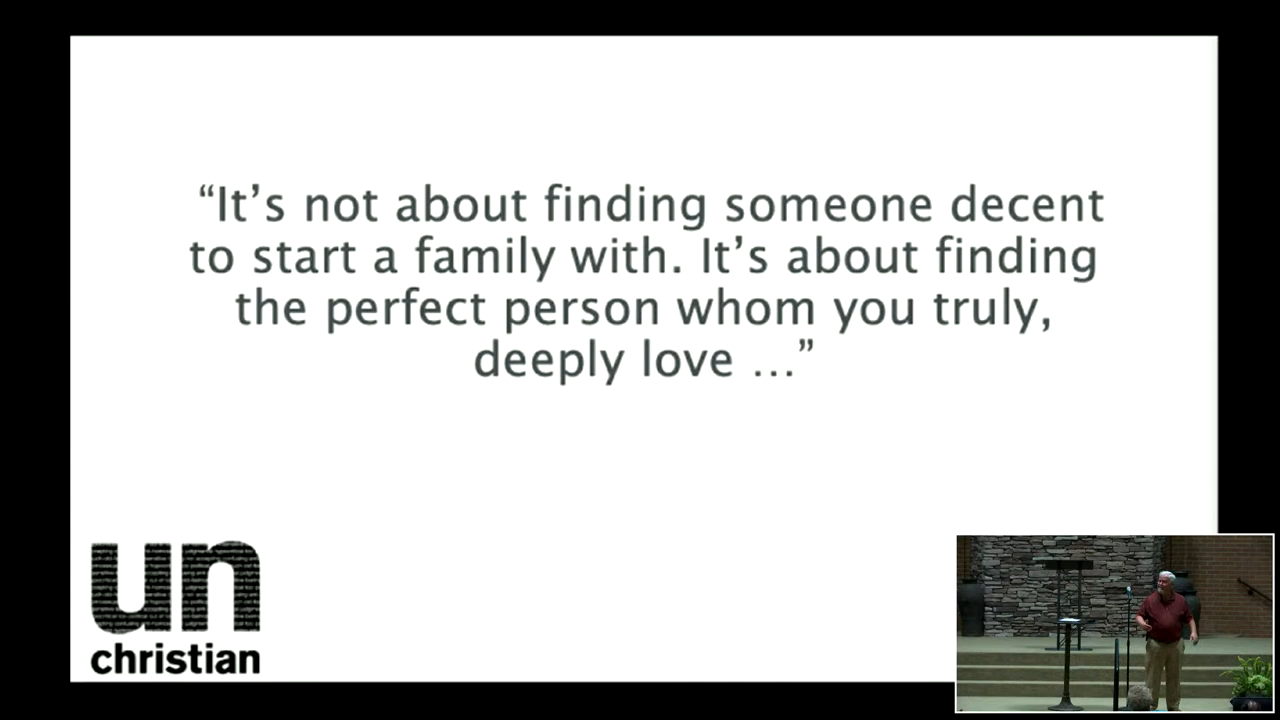 “It’s not about finding someone decent
to start a family with. It’s about finding
the perfect person whom you truly,
deeply love …”
un
christian